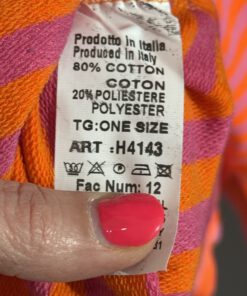 Prodotto in Italia
Produced in Italy
80% COTTON
COTON
20% POLIESTERE
POLYESTER
TG:ONE SIZE
ART :H4143
Fac Num: 12